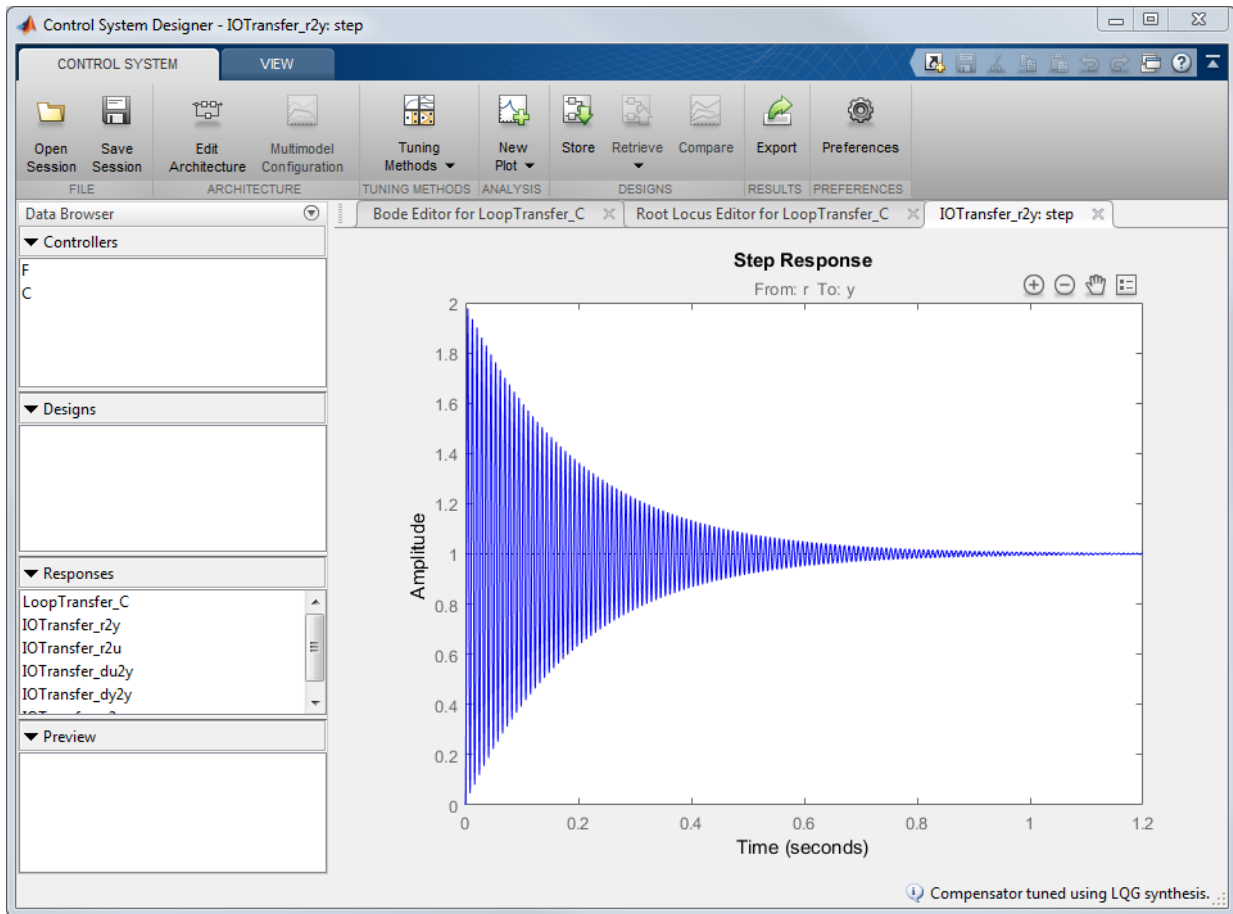 Control System Designer - IOTransfer_r2y: step
CONTROL SYSTEM
VIEW
Open Session
Save Session
Edit Architecture
Multimodel Configuration
Tuning Methods
New Plot
Store
Retrieve
Compare
Export
Preferences
FILE
ARCHITECTURE
TUNING METHODS
ANALYSIS
DESIGNS
RESULTS
PREFERENCES
Data Browser
Bode Editor for LoopTransfer_C
Root Locus Editor for LoopTransfer_C
IOTransfer_r2y: step
Controllers
F
C
Designs
Responses
LoopTransfer_C
IOTransfer_r2y
IOTransfer_r2u
IOTransfer_du2y
IOTransfer_dy2y
Preview
Step Response
From: r To: y
Amplitude
2
1.8
1.6
1.4
1.2
1
0.8
0.6
0.4
0.2
0
0
0.2
0.4
0.6
0.8
1
1.2
Time (seconds)
Compensator tuned using LQG synthesis.